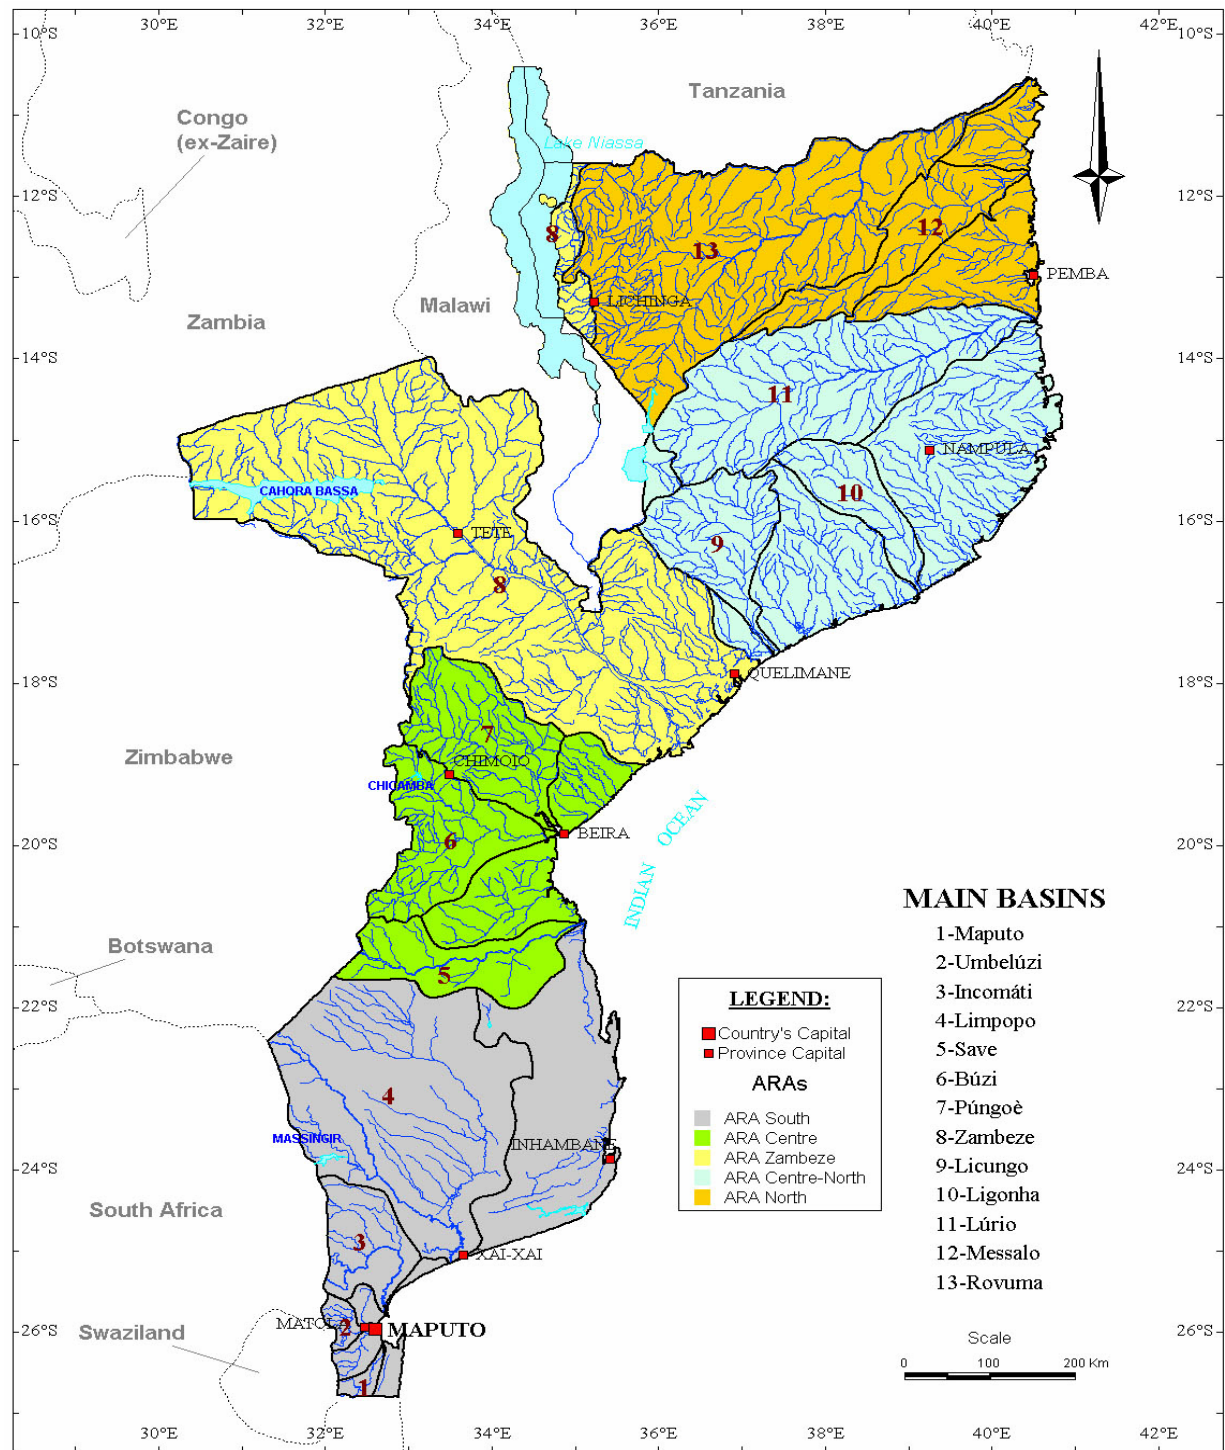 30°E 32°E 34°E 36°E 38°E 40°E 42°E
10°S 10°S
Tanzania
Congo
(ex-Zaire)
Lake Niassa
12°S 12°S
12
8
13
PEMBA
LICHINGA
Malawi
Zambia
14°S 14°S
11
NAMPULA
CAHORA BASSA
10
16°S 16°S
TETE
9
8
QUELIMANE
18°S 18°S
7
Zimbabwe
CHIMOIO
CHICAMBA
BEIRA
6
20°S 20°S
INDIAN OCEAN
MAIN BASINS
1-Maputo
2-Umbelúzi
3-Incomáti
4-Limpopo
5-Save
6-Búzi
7-Púngoè
8-Zambeze
9-Licungo
10-Ligonha
11-Lúrio
12-Messalo
13-Rovuma
Botswana
5
22°S 22°S
LEGEND:
Country's Capital
Province Capital
ARAs
ARA South
ARA Centre
ARA Zambeze
ARA Centre-North
ARA North
4
MASSINGIR
INHAMBANE
24°S 24°S
South Africa
3
XAI-XAI
MATOLA
2
MAPUTO
26°S 26°S
Swaziland
1
Scale
0 100 200 Km
30°E 32°E 34°E 36°E 38°E 40°E 42°E